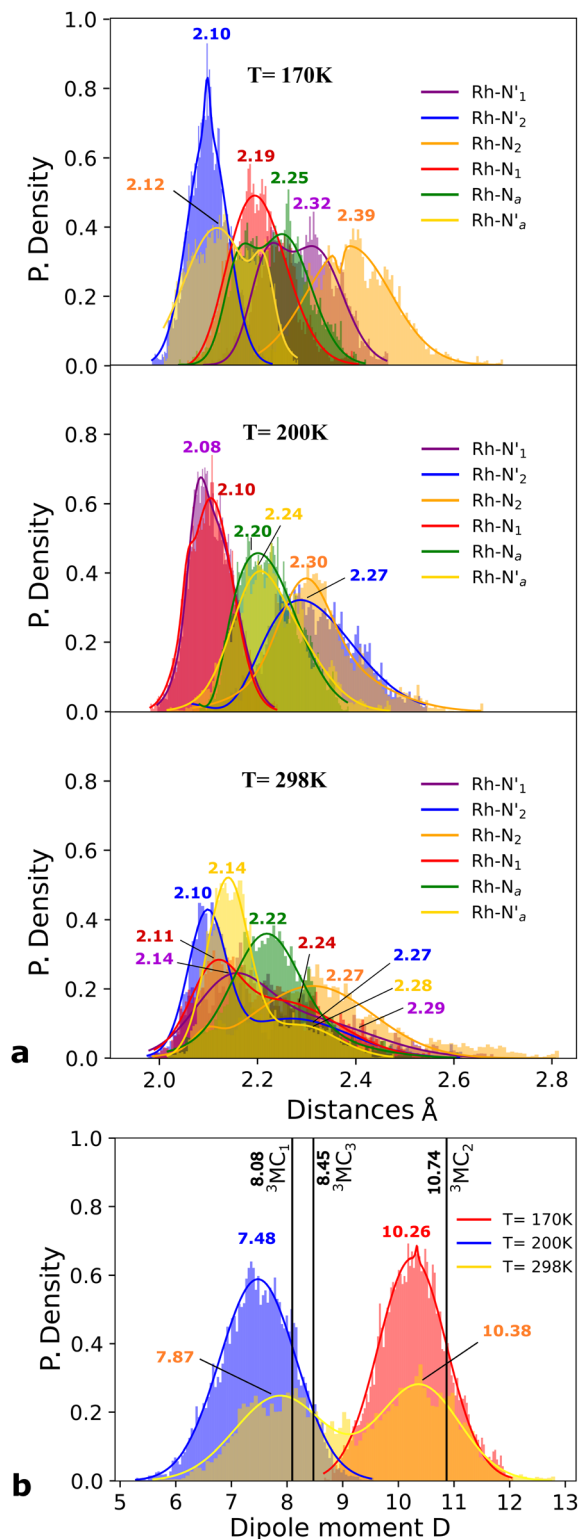 2.10
T= 170K
Rh-N'₁
Rh-N'₂
Rh-N₂
Rh-N₁
Rh-Nₐ
Rh-N'ₐ
2.12
2.19
2.25
2.32
2.39
P. Density
0.0
0.2
0.4
0.6
0.8
1.0
T= 200K
2.08
2.10
2.20
2.24
2.30
2.27
Rh-N'₁
Rh-N'₂
Rh-N₂
Rh-N₁
Rh-Nₐ
Rh-N'ₐ
P. Density
0.0
0.2
0.4
0.6
0.8
T= 298K
2.14
2.10
2.22
2.11
2.24
2.27
2.14
2.27
2.28
2.29
Rh-N'₁
Rh-N'₂
Rh-N₂
Rh-N₁
Rh-Nₐ
Rh-N'ₐ
P. Density
0.0
0.2
0.4
0.6
0.8
a
2.0 2.2 2.4 2.6 2.8
Distances Å
8.08
³MC₁
8.45
³MC₃
10.74
³MC₂
7.48
10.26
T= 170K
T= 200K
T= 298K
7.87
10.38
P. Density
0.0
0.2
0.4
0.6
0.8
1.0
b
5 6 7 8 9 10 11 12 13
Dipole moment D